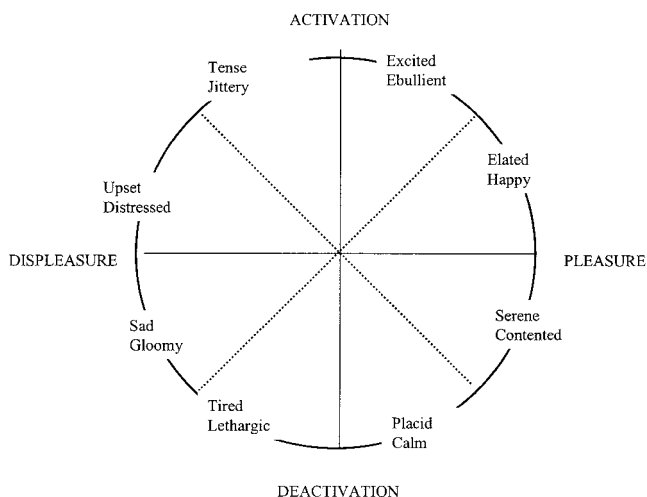 ACTIVATION
Tense
Jittery
Excited
Ebullient
Upset
Distressed
Elated
Happy
DISPLEASURE
PLEASURE
Sad
Gloomy
Serene
Contented
Tired
Lethargic
Placid
Calm
DEACTIVATION